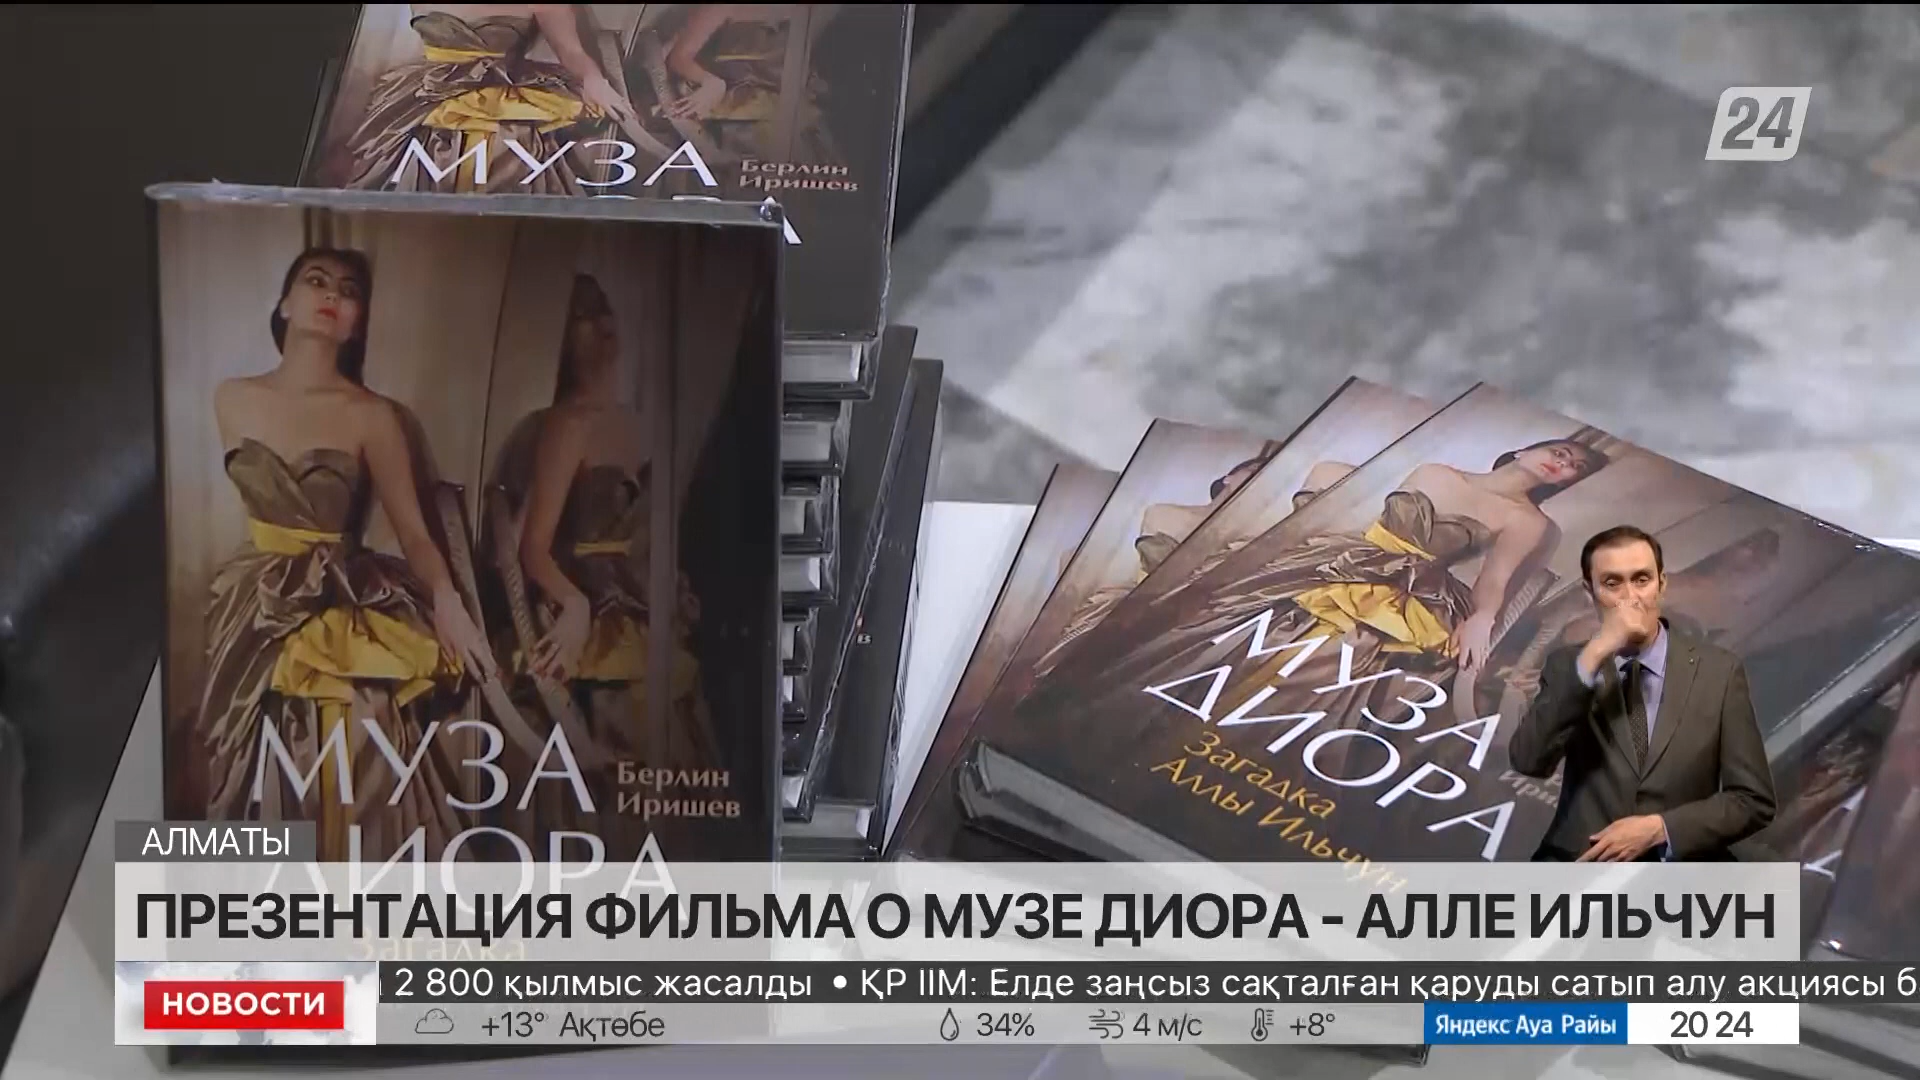 МУЗА
Берлин
Иришев
24
МУЗА
Берлин
Иришев
ДИОРА
Загадка
МУЗА
ДИОРА
Загадка
Аллы Ильчун
АЛМАТЫ
ПРЕЗЕНТАЦИЯ ФИЛЬМА О МУЗЕ ДИОРА - АЛЛЕ ИЛЬЧУН
НОВОСТИ
2 800 қылмыс жасалды • ҚР ІІМ: Елде заңсыз сақталған қаруды сатып алу акциясы
+13° Ақтөбе 34% 4 м/с +8° Яндекс Ауа Райы 20 24